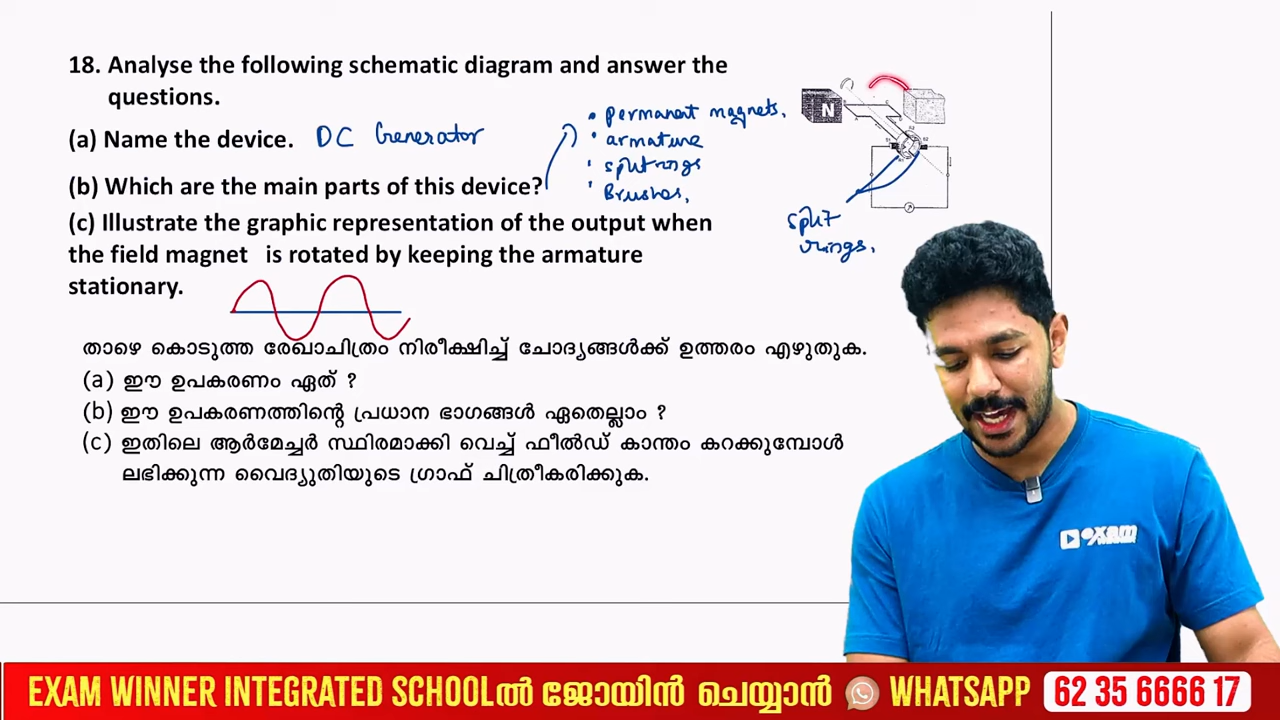 18. Analyse the following schematic diagram and answer the
questions.
(a) Name the device. DC Generator
• permanent magnets.
• armature
• split rings
• Brushes.
(b) Which are the main parts of this device?
N
split
rings.
(c) Illustrate the graphic representation of the output when
the field magnet is rotated by keeping the armature
stationary.
താഴെ കൊടുത്ത രേഖാചിത്രം നിരീക്ഷിച്ച് ചോദ്യങ്ങൾക്ക് ഉത്തരം എഴുതുക.
(a) ഈ ഉപകരണം ഏത് ?
(b) ഈ ഉപകരണത്തിന്റെ പ്രധാന ഭാഗങ്ങൾ ഏതെല്ലാം ?
(c) ഇതിലെ ആർമേച്ചർ സ്ഥിരമാക്കി വെച്ച് ഫീൽഡ് കാന്തം കറക്കുമ്പോൾ
ലഭിക്കുന്ന വൈദ്യുതിയുടെ ഗ്രാഫ് ചിത്രീകരിക്കുക.
exam
EXAM WINNER INTEGRATED SCHOOLൽ ജോയിൻ ചെയ്യാൻ WHATSAPP 62 35 6666 17